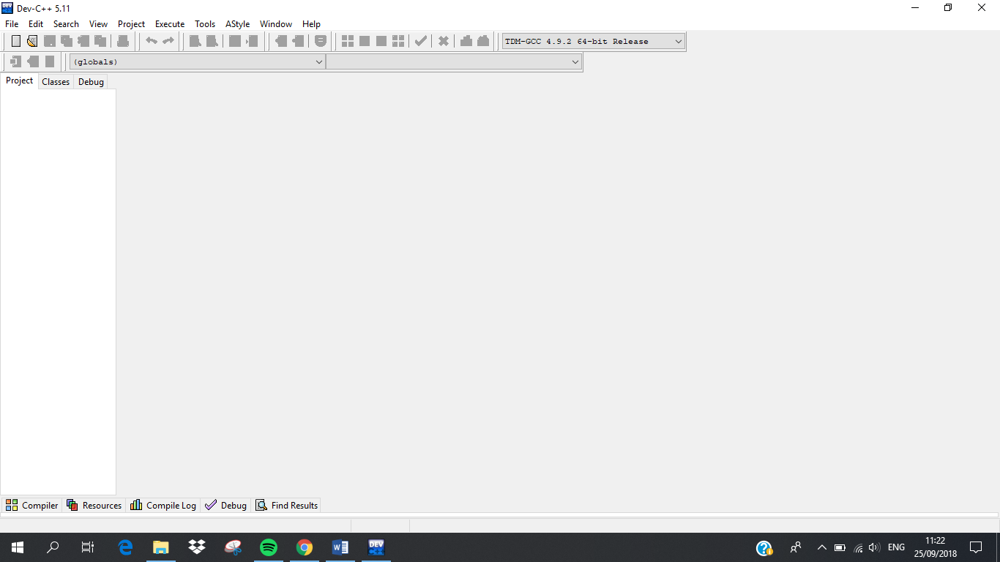 Dev-C++ 5.11
File Edit Search View Project Execute Tools AStyle Window Help
TDM-GCC 4.9.2 64-bit Release
(globals)
Project Classes Debug
Compiler Resources Compile Log Debug Find Results
DEV C++ ENG 11:22
25/09/2018